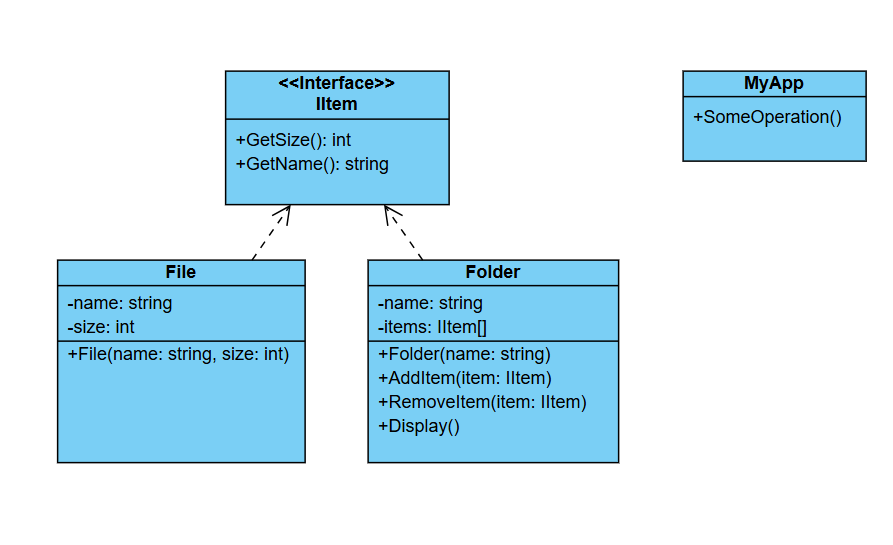 <<Interface>>
IItem
+GetSize(): int
+GetName(): string
MyApp
+SomeOperation()
File
-name: string
-size: int
+File(name: string, size: int)
Folder
-name: string
-items: IItem[]
+Folder(name: string)
+AddItem(item: IItem)
+RemoveItem(item: IItem)
+Display()